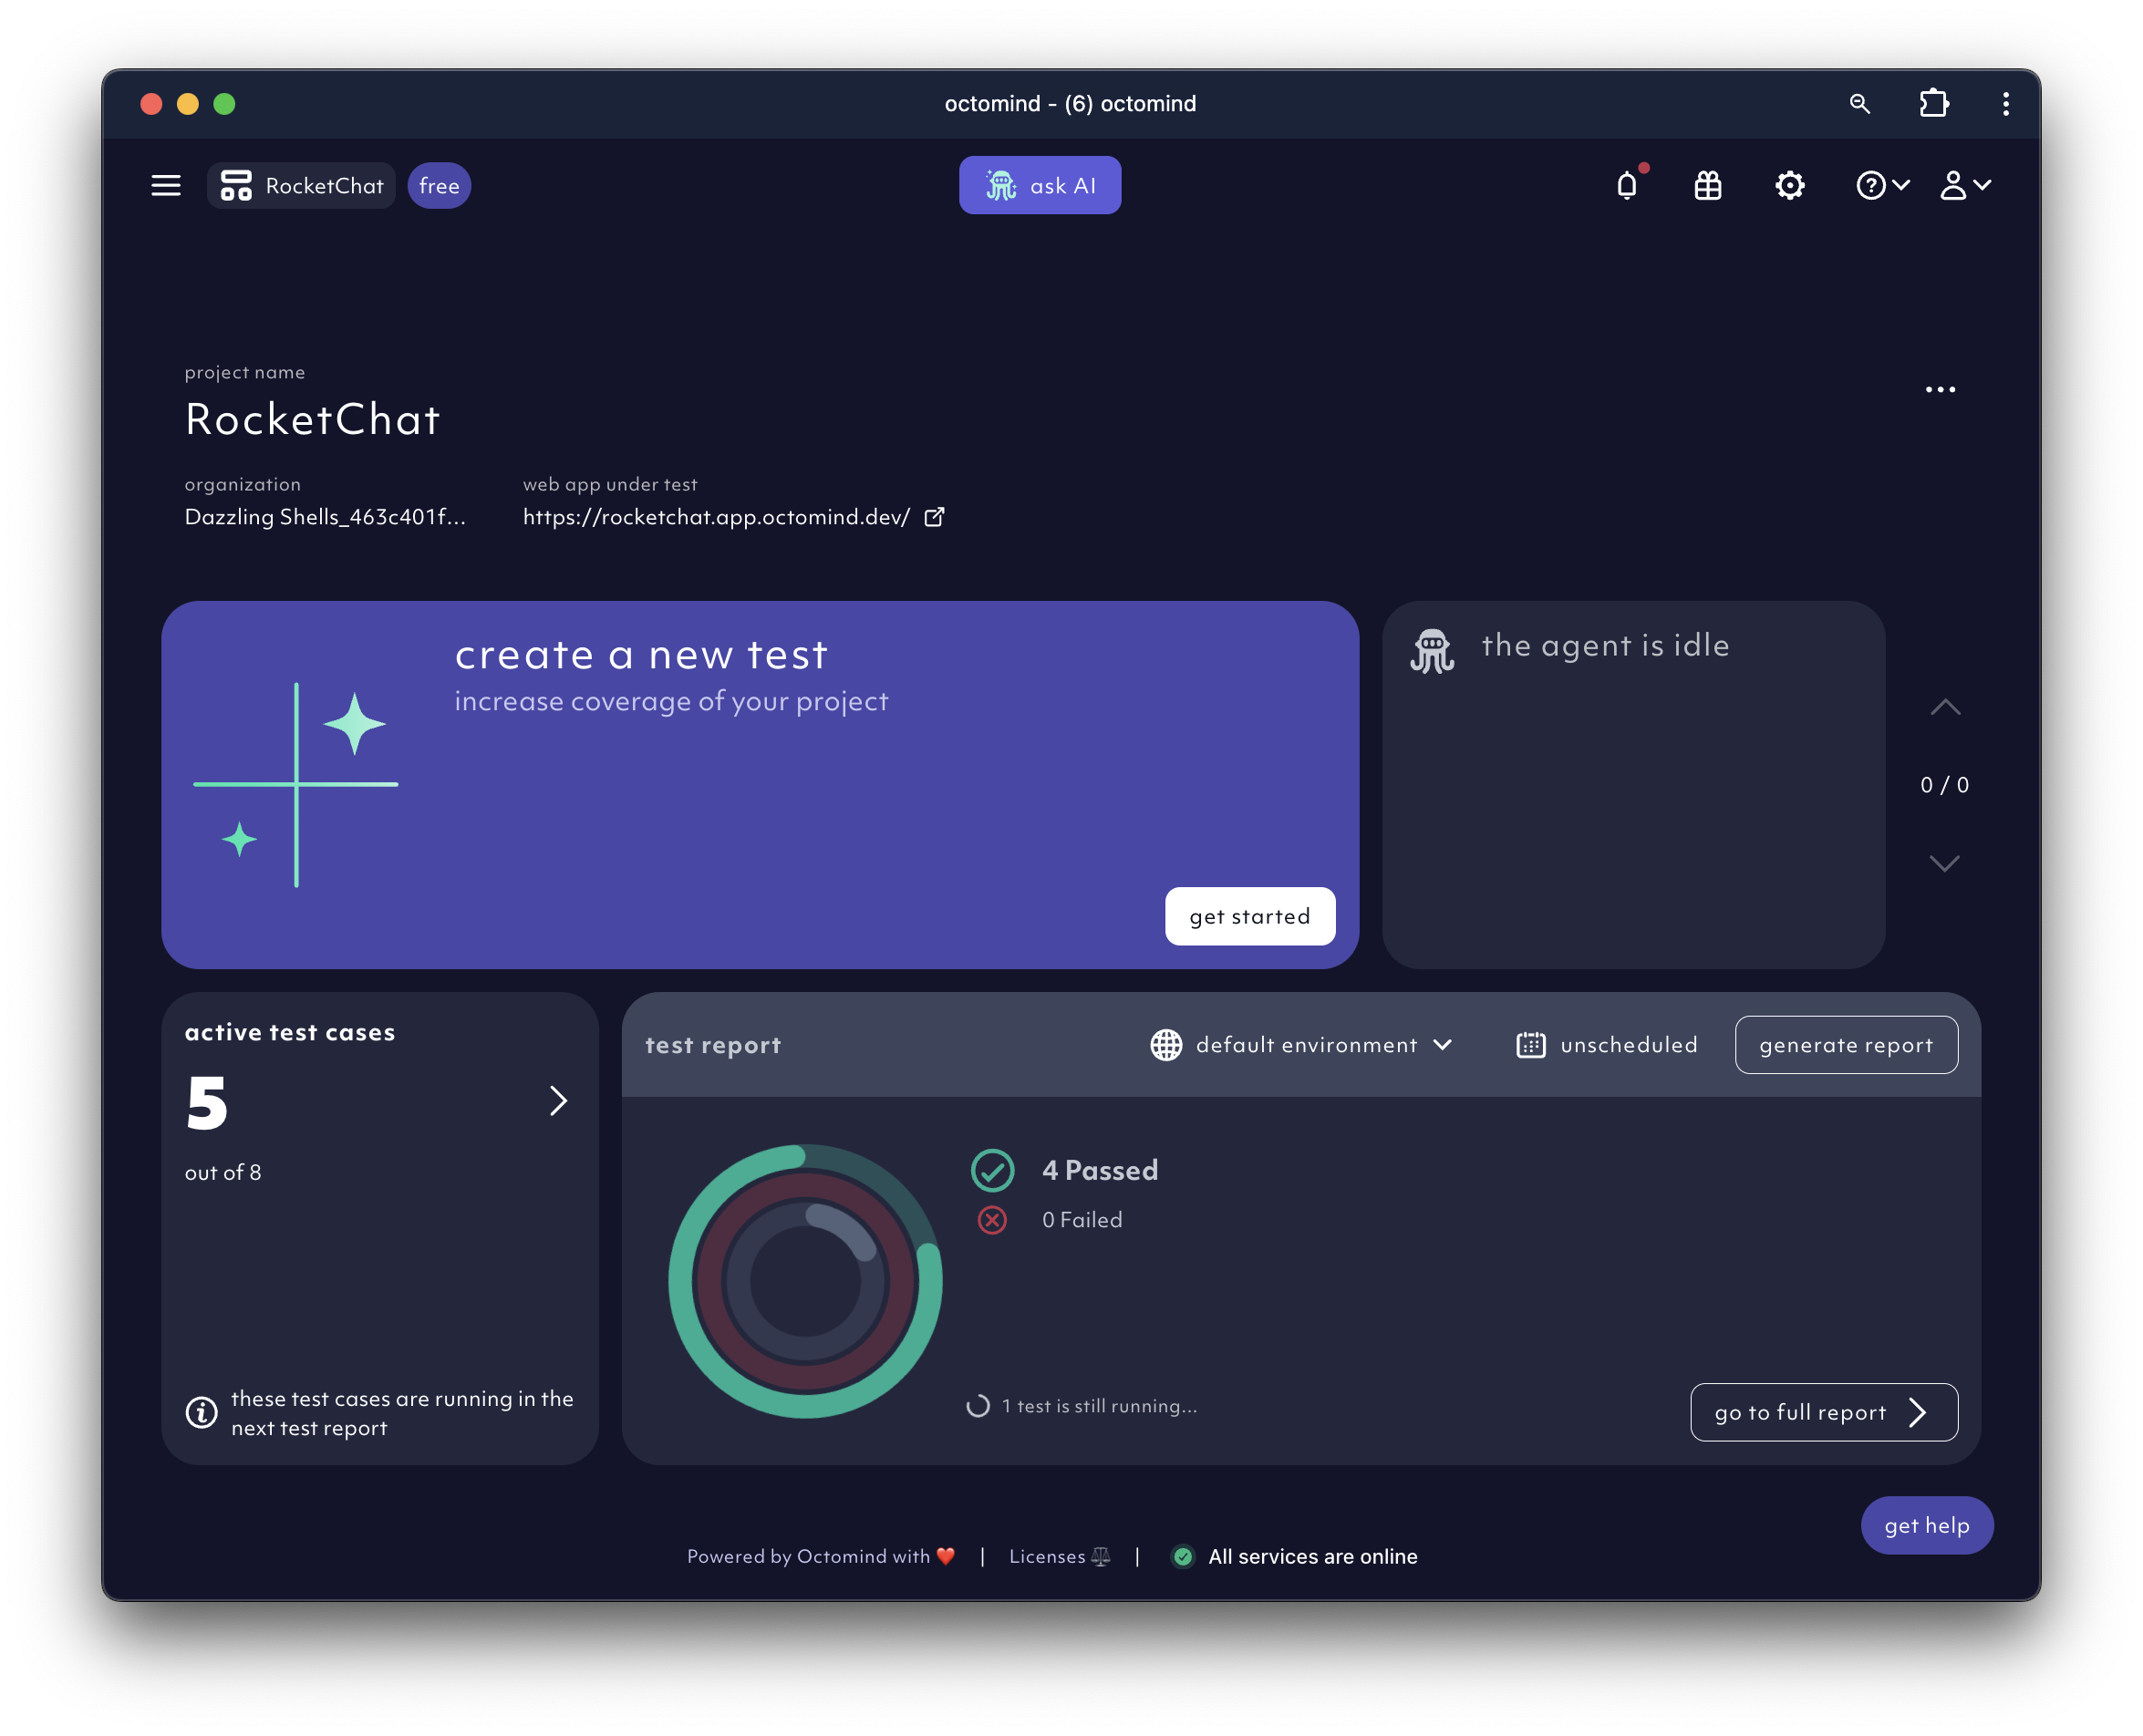 octomind - (6) octomind
RocketChat
free
ask AI
project name
RocketChat
organization
Dazzling Shells_463c401f...
web app under test
https://rocketchat.app.octomind.dev/
create a new test
increase coverage of your project
get started
the agent is idle
0 / 0
active test cases
5
out of 8
these test cases are running in the
next test report
test report
default environment
unscheduled
generate report
4 Passed
0 Failed
1 test is still running...
go to full report
get help
Powered by Octomind with ❤️ | Licenses ⚖️ | All services are online